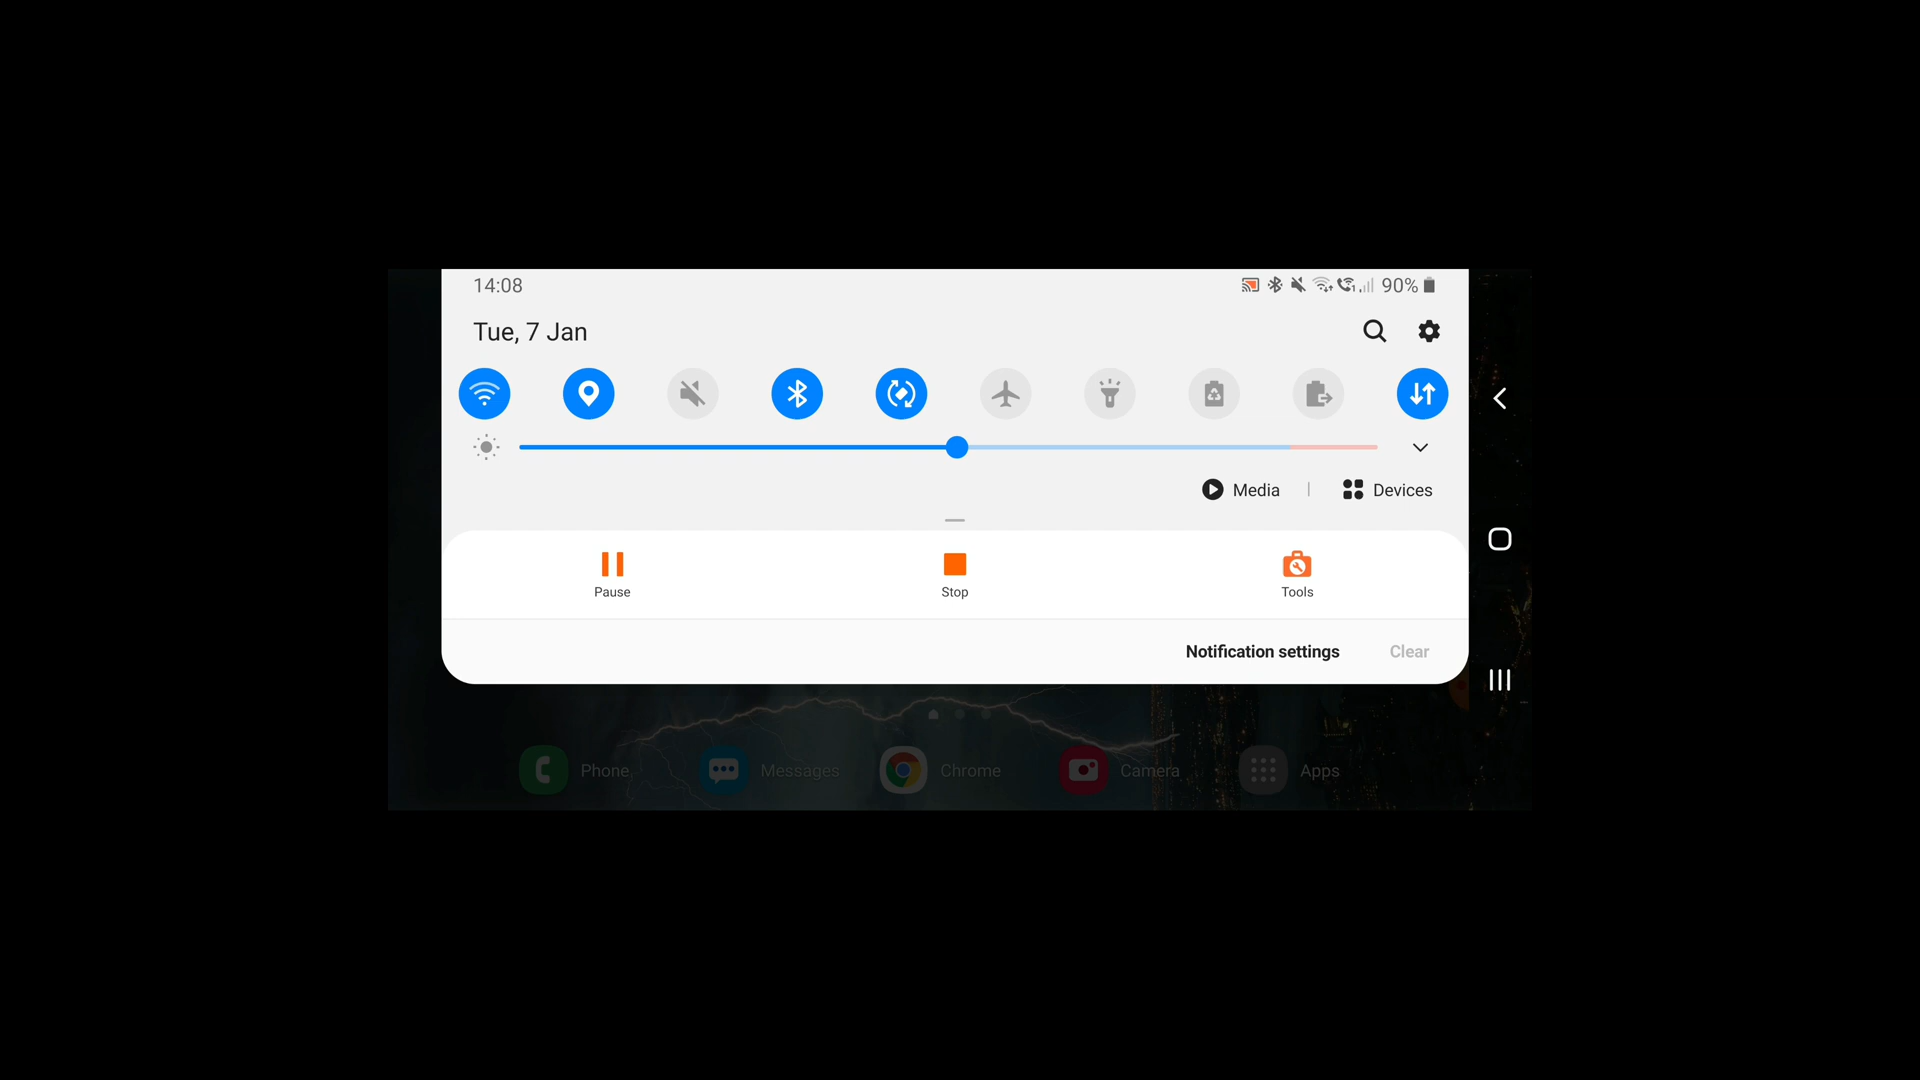 14:08 90%
Tue, 7 Jan
Media | Devices
Pause Stop Tools
Notification settings Clear
Phone Messages Chrome Camera Apps